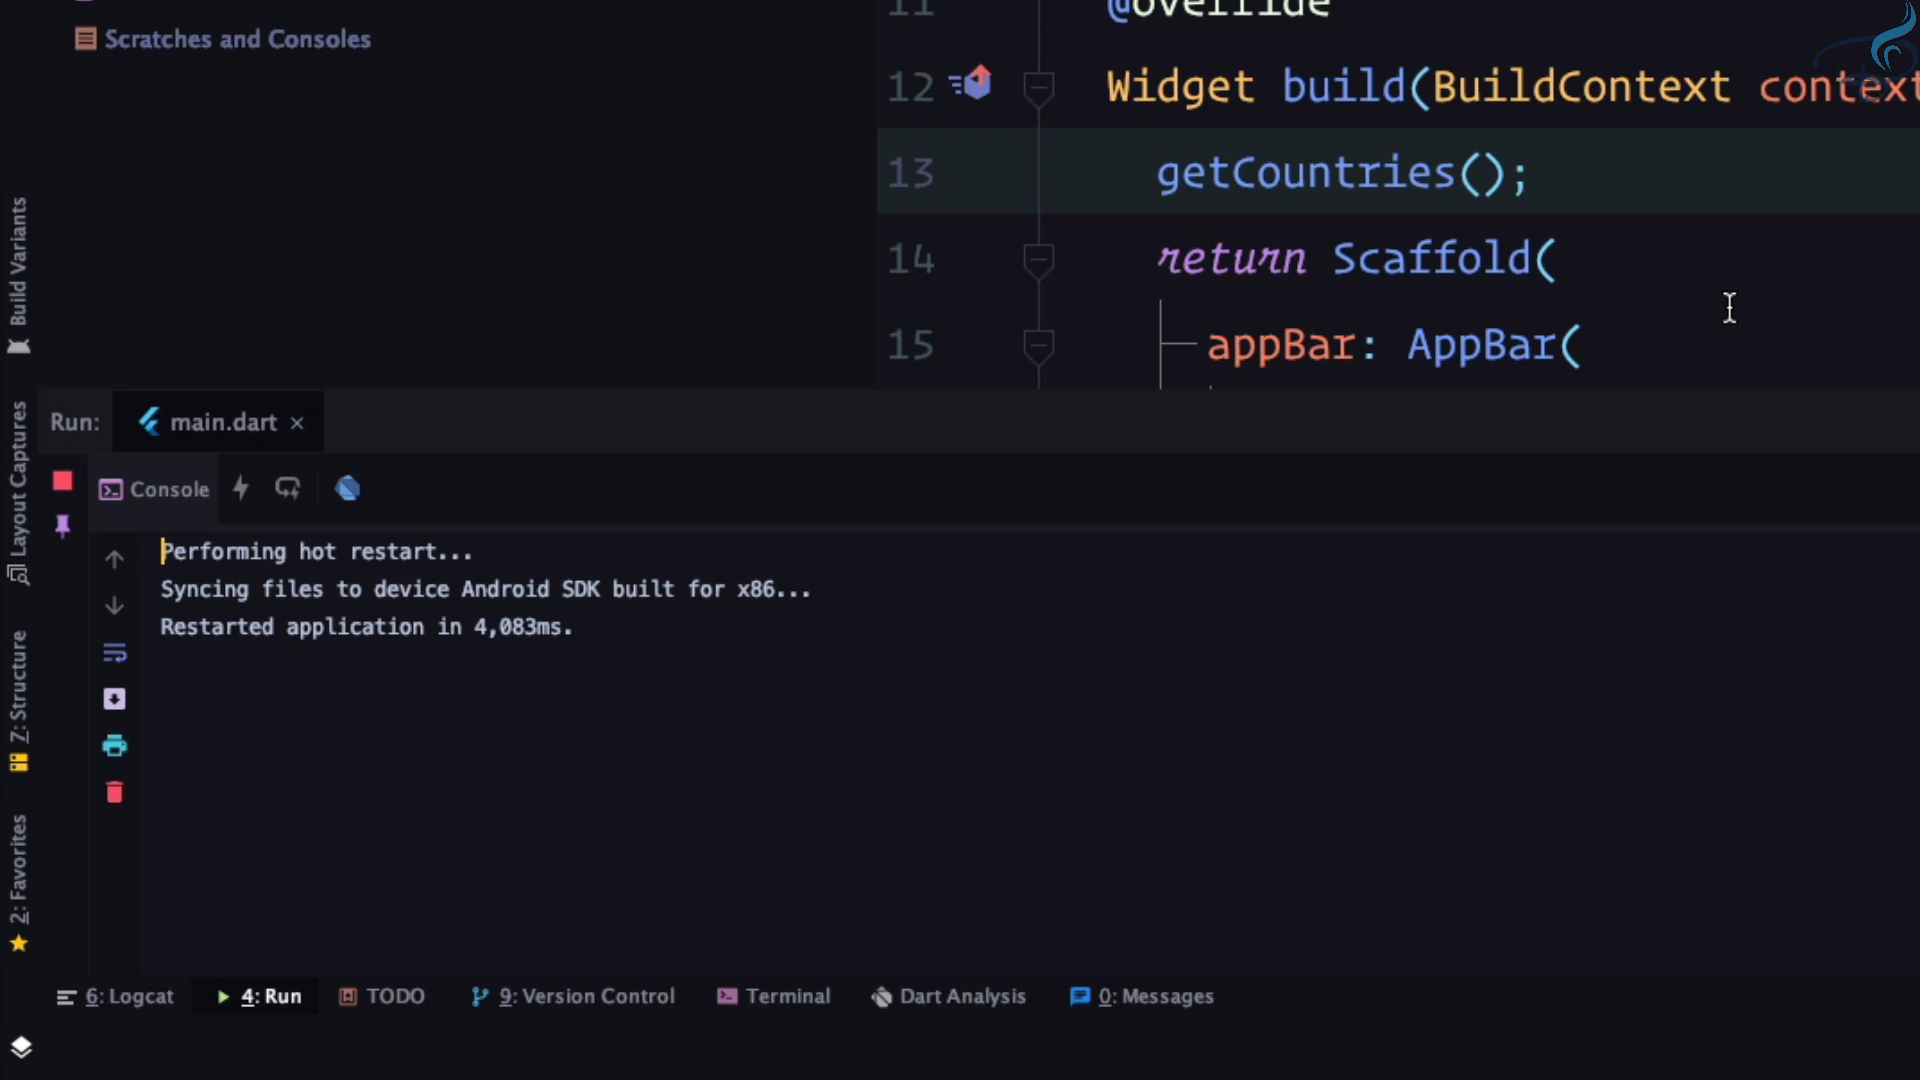 Scratches and Consoles
11 @override
12 Widget build(BuildContext context
13 getCountries();
14 return Scaffold(
15 appBar: AppBar(
Build Variants
Layout Captures
7: Structure
2: Favorites
Run: main.dart ×
Console
Performing hot restart...
Syncing files to device Android SDK built for x86...
Restarted application in 4,083ms.
6: Logcat 4: Run TODO 9: Version Control Terminal Dart Analysis 0: Messages